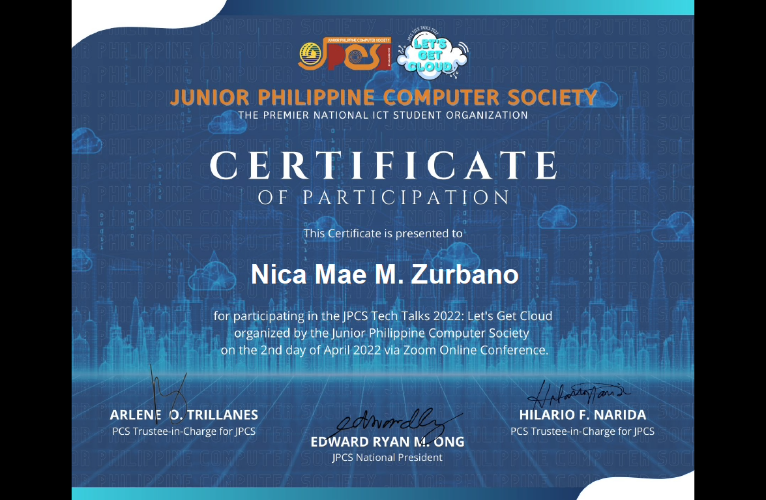 JUNIOR PHILIPPINE COMPUTER SOCIETY
JPCS
LET'S
GET
CLOUD
JUNIOR PHILIPPINE COMPUTER SOCIETY
THE PREMIER NATIONAL ICT STUDENT ORGANIZATION
CERTIFICATE
OF PARTICIPATION
This Certificate is presented to
Nica Mae M. Zurbano
for participating in the JPCS Tech Talks 2022: Let's Get Cloud
organized by the Junior Philippine Computer Society
on the 2nd day of April 2022 via Zoom Online Conference.
ARLENE O. TRILLANES
PCS Trustee-in-Charge for JPCS
EDWARD RYAN M. ONG
JPCS National President
HILARIO F. NARIDA
PCS Trustee-in-Charge for JPCS